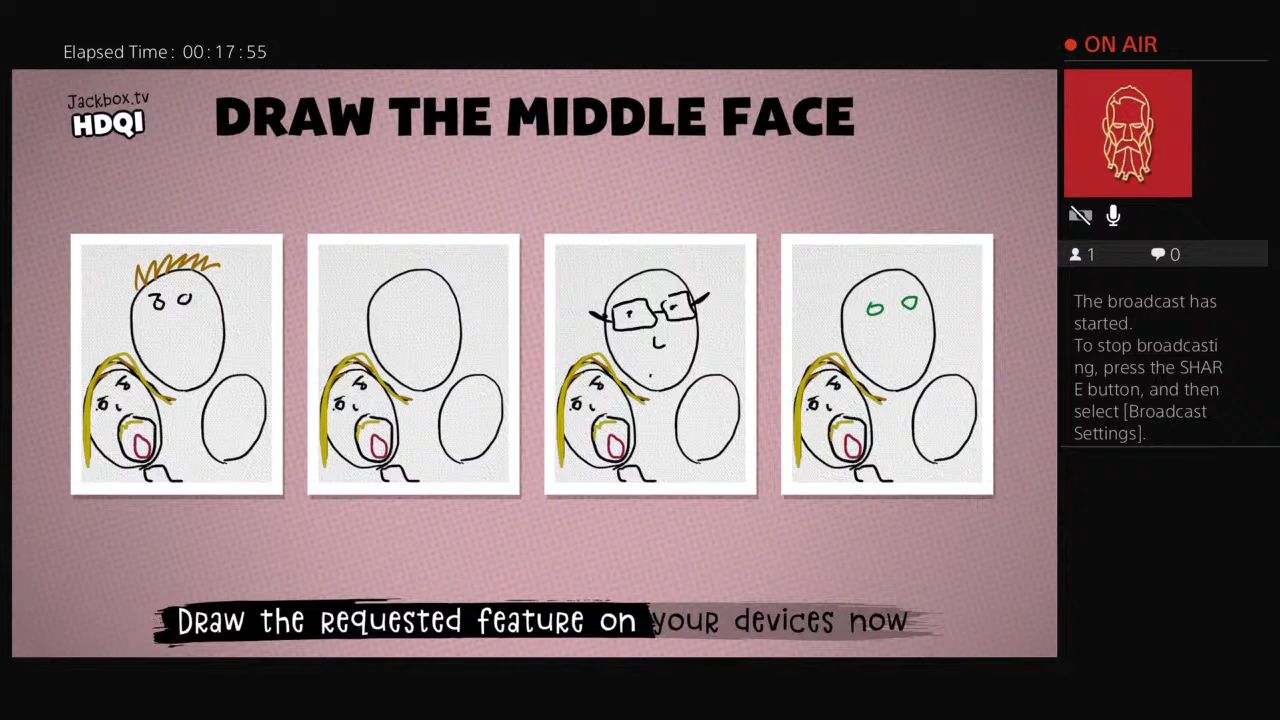 Elapsed Time: 00:17:55
ON AIR
Jackbox.tv
HDQI
DRAW THE MIDDLE FACE
1
0
The broadcast has
started.
To stop broadcasti
ng, press the SHAR
E button, and then
select [Broadcast
Settings].
Draw the requested feature on your devices now